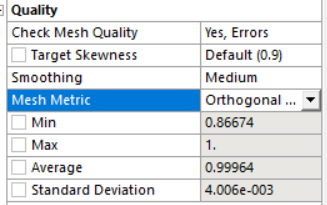 Quality
Check Mesh Quality Yes, Errors
Target Skewness Default (0.9)
Smoothing Medium
Mesh Metric Orthogonal ...
Min 0.86674
Max 1.
Average 0.99964
Standard Deviation 4.006e-003